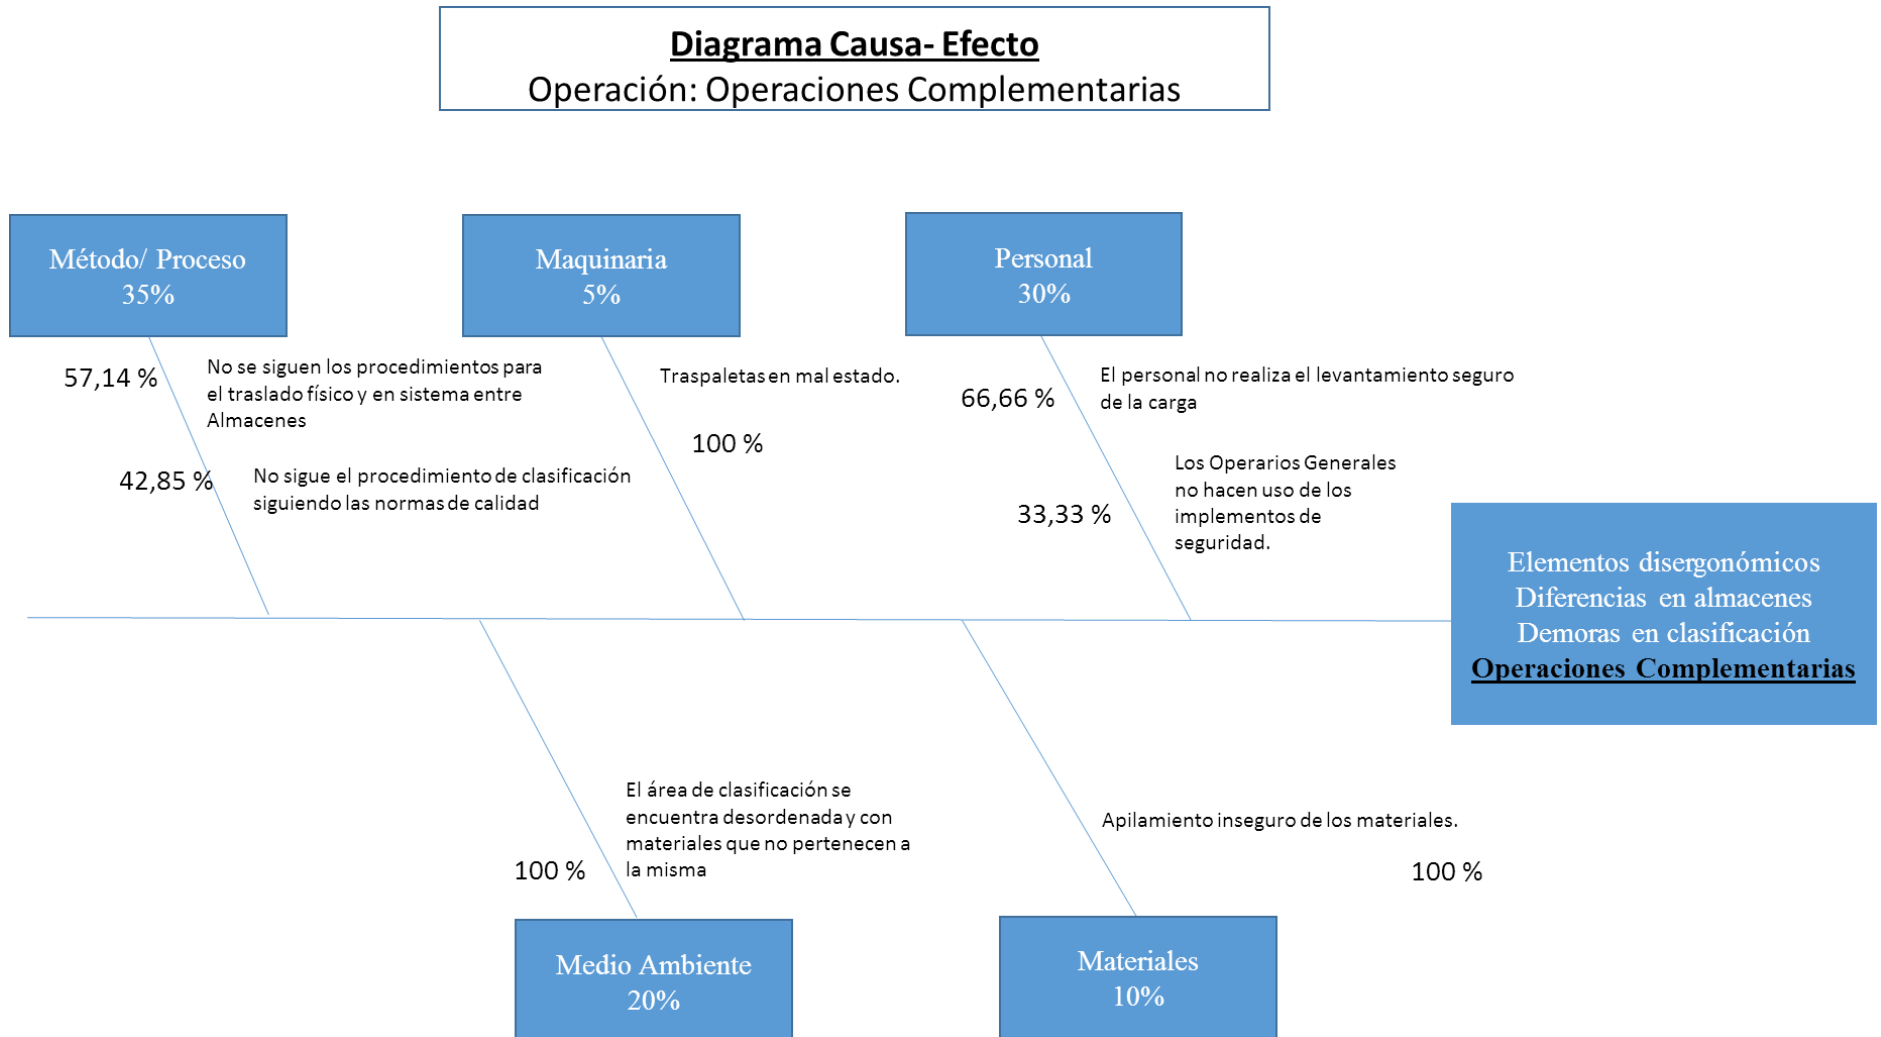 Diagrama Causa- Efecto
Operación: Operaciones Complementarias
Método/ Proceso
35%
Maquinaria
5%
Personal
30%
57,14 %
No se siguen los procedimientos para
el traslado físico y en sistema entre
Almacenes
42,85 %
No sigue el procedimiento de clasificación
siguiendo las normas de calidad
Traspaletas en mal estado.
100 %
66,66 %
El personal no realiza el levantamiento seguro
de la carga
33,33 %
Los Operarios Generales
no hacen uso de los
implementos de
seguridad.
Elementos disergonómicos
Diferencias en almacenes
Demoras en clasificación
Operaciones Complementarias
El área de clasificación se
encuentra desordenada y con
materiales que no pertenecen a
la misma
100 %
Apilamiento inseguro de los materiales.
100 %
Medio Ambiente
20%
Materiales
10%